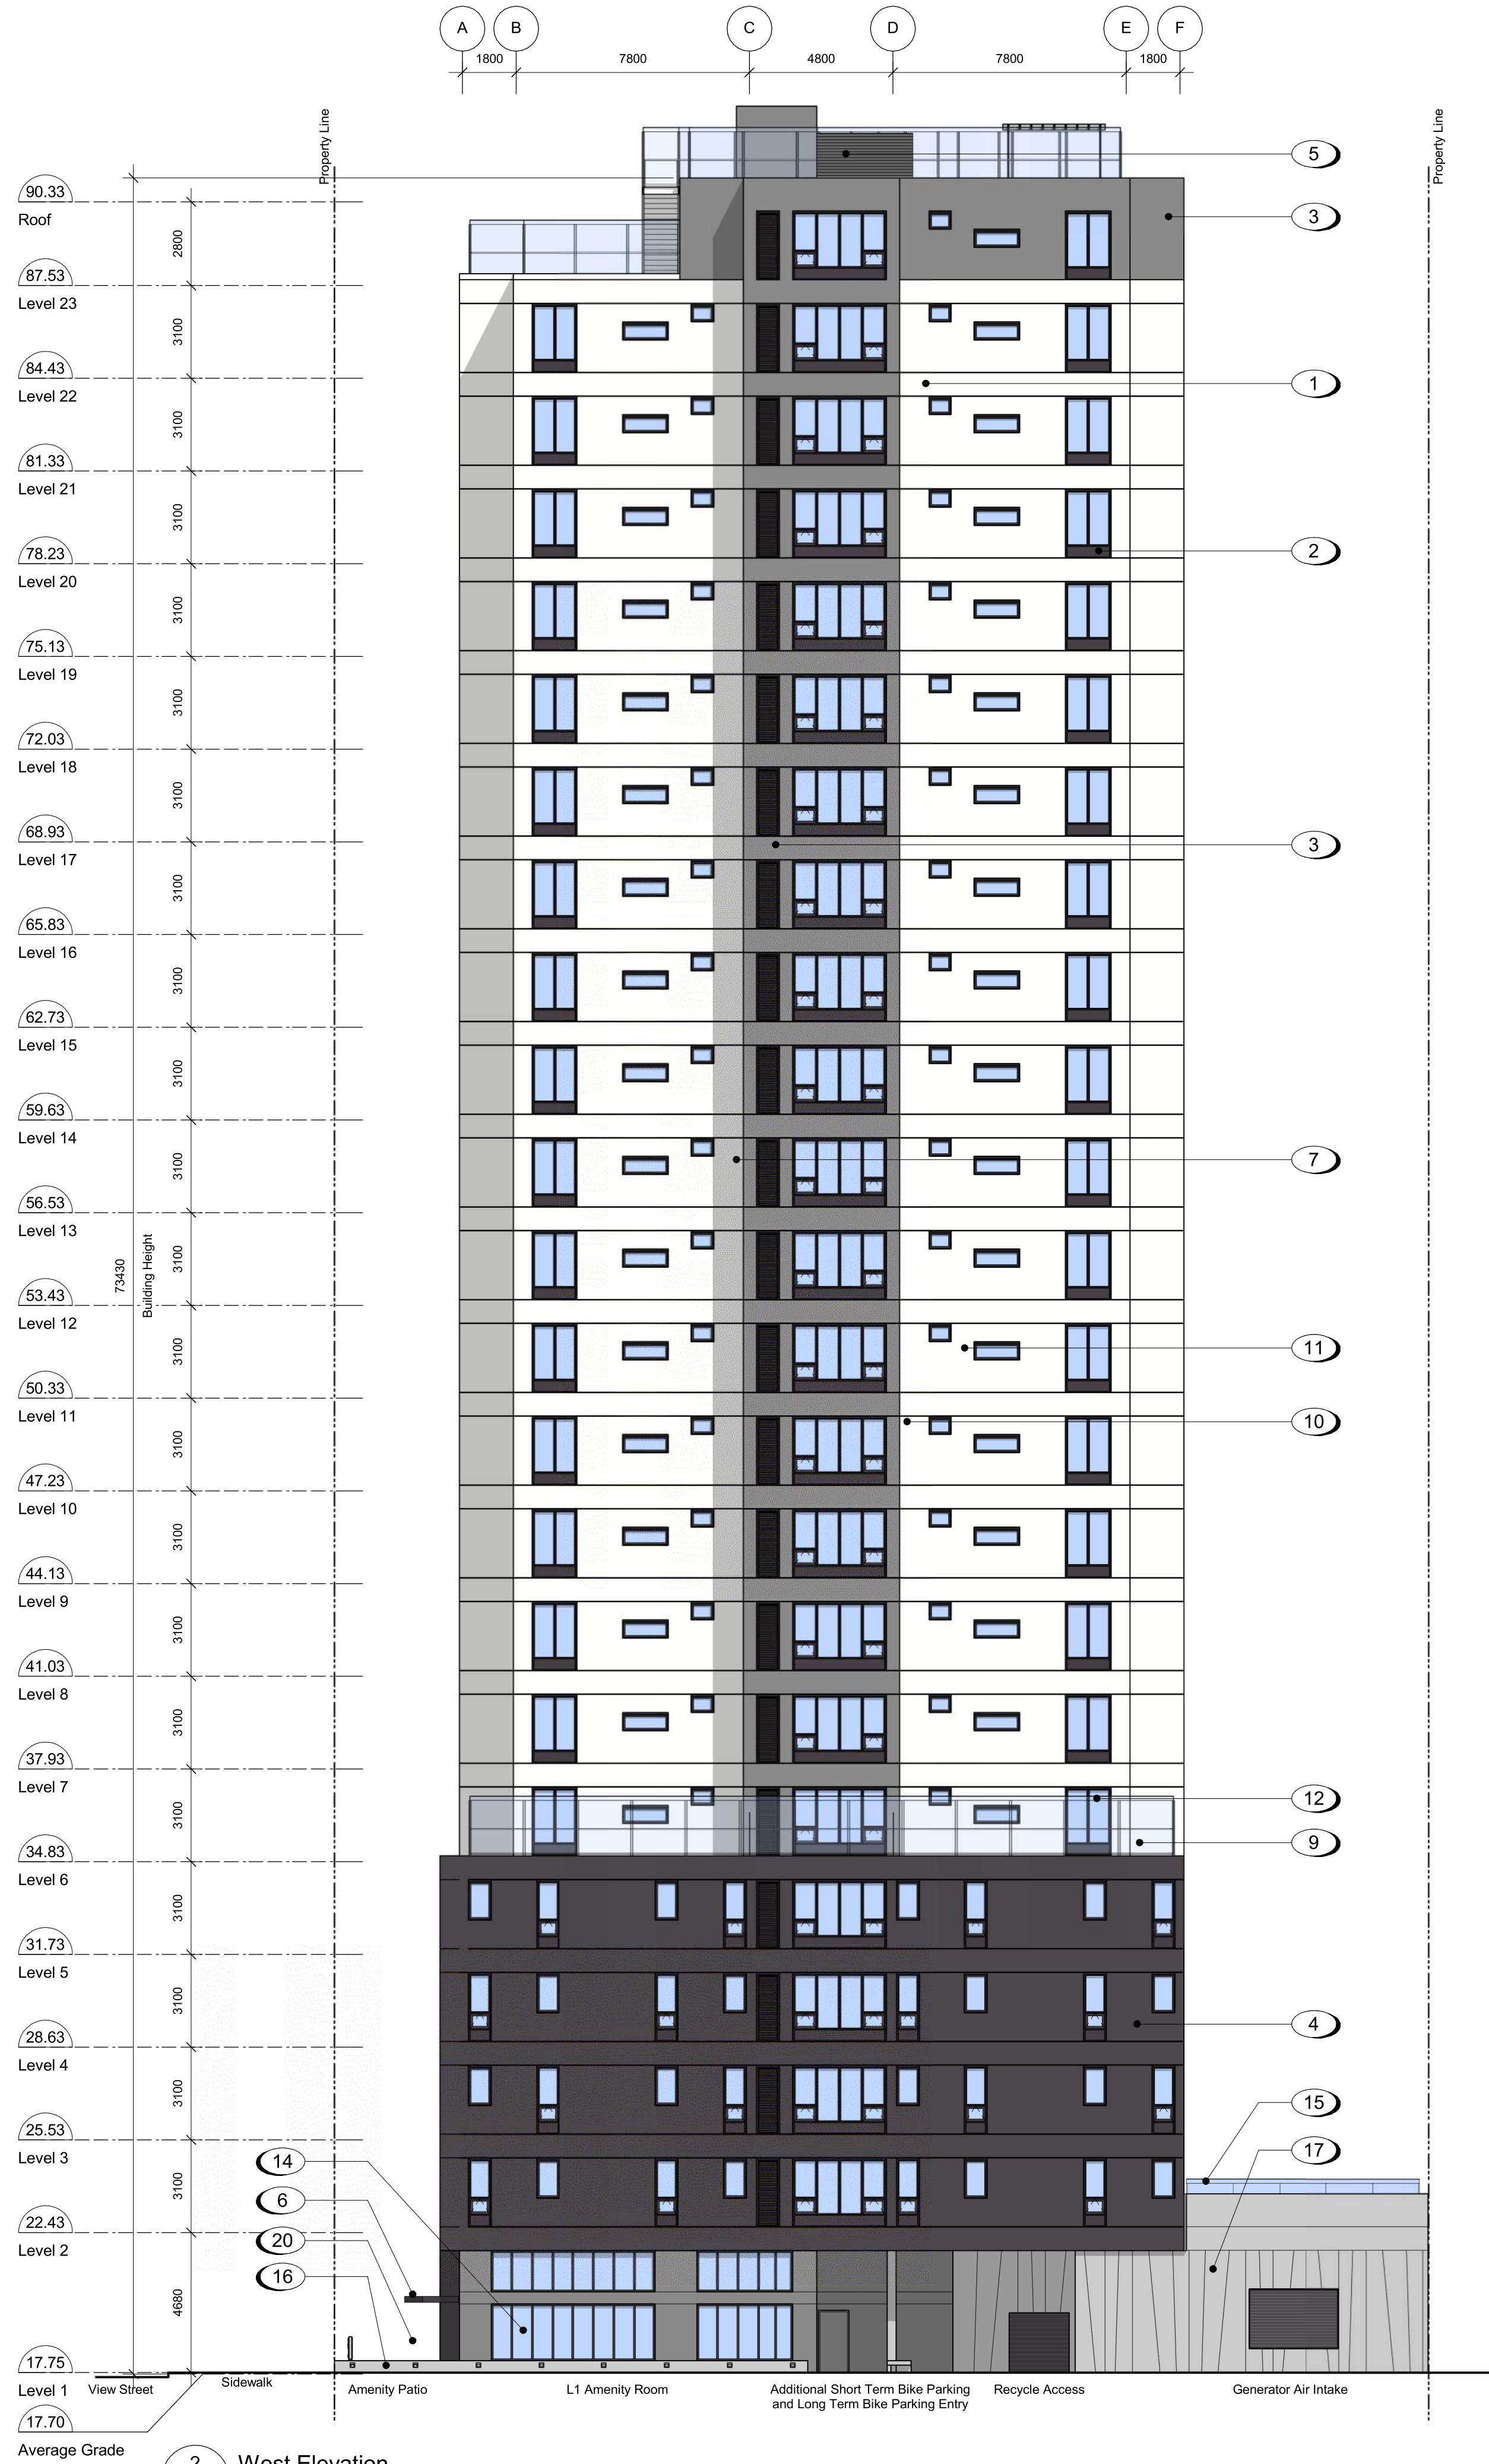 A B C D E F
1800 7800 4800 7800 1800
Property Line
Property Line
5
90.33
Roof
3
2800
87.53
Level 23
3100
84.43
Level 22
1
3100
81.33
Level 21
3100
78.23
Level 20
2
3100
75.13
Level 19
3100
72.03
Level 18
3100
68.93
Level 17
3
3100
65.83
Level 16
3100
62.73
Level 15
3100
59.63
Level 14
3100
7
56.53
Level 13
73430
Building Height
3100
53.43
Level 12
3100
11
50.33
Level 11
10
3100
47.23
Level 10
3100
44.13
Level 9
3100
41.03
Level 8
3100
37.93
Level 7
12
3100
9
34.83
Level 6
3100
31.73
Level 5
3100
28.63
Level 4
4
3100
25.53
Level 3
15
14
17
3100
6
22.43
Level 2
20
16
4680
17.75
Level 1
View Street
Sidewalk
Amenity Patio
L1 Amenity Room
Additional Short Term Bike Parking
and Long Term Bike Parking Entry
Recycle Access
Generator Air Intake
17.70
Average Grade
2
West Elevation